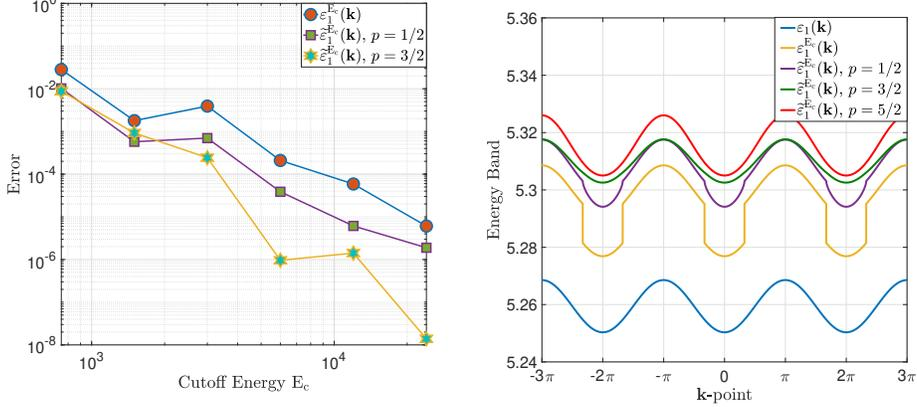 10^0
10^-2
10^-4
10^-6
10^-8
Error
10^3
10^4
Cutoff Energy E_c
ε_1^{E_c}(k)
ε̃_1^{E_c}(k), p = 1/2
ε̃_1^{E_c}(k), p = 3/2
5.36
5.34
5.32
5.3
5.28
5.26
5.24
Energy Band
-3π
-2π
-π
0
π
2π
3π
k-point
ε_1(k)
ε_1^{E_c}(k)
ε̃_1^{E_c}(k), p = 1/2
ε̃_1^{E_c}(k), p = 3/2
ε̃_1^{E_c}(k), p = 5/2